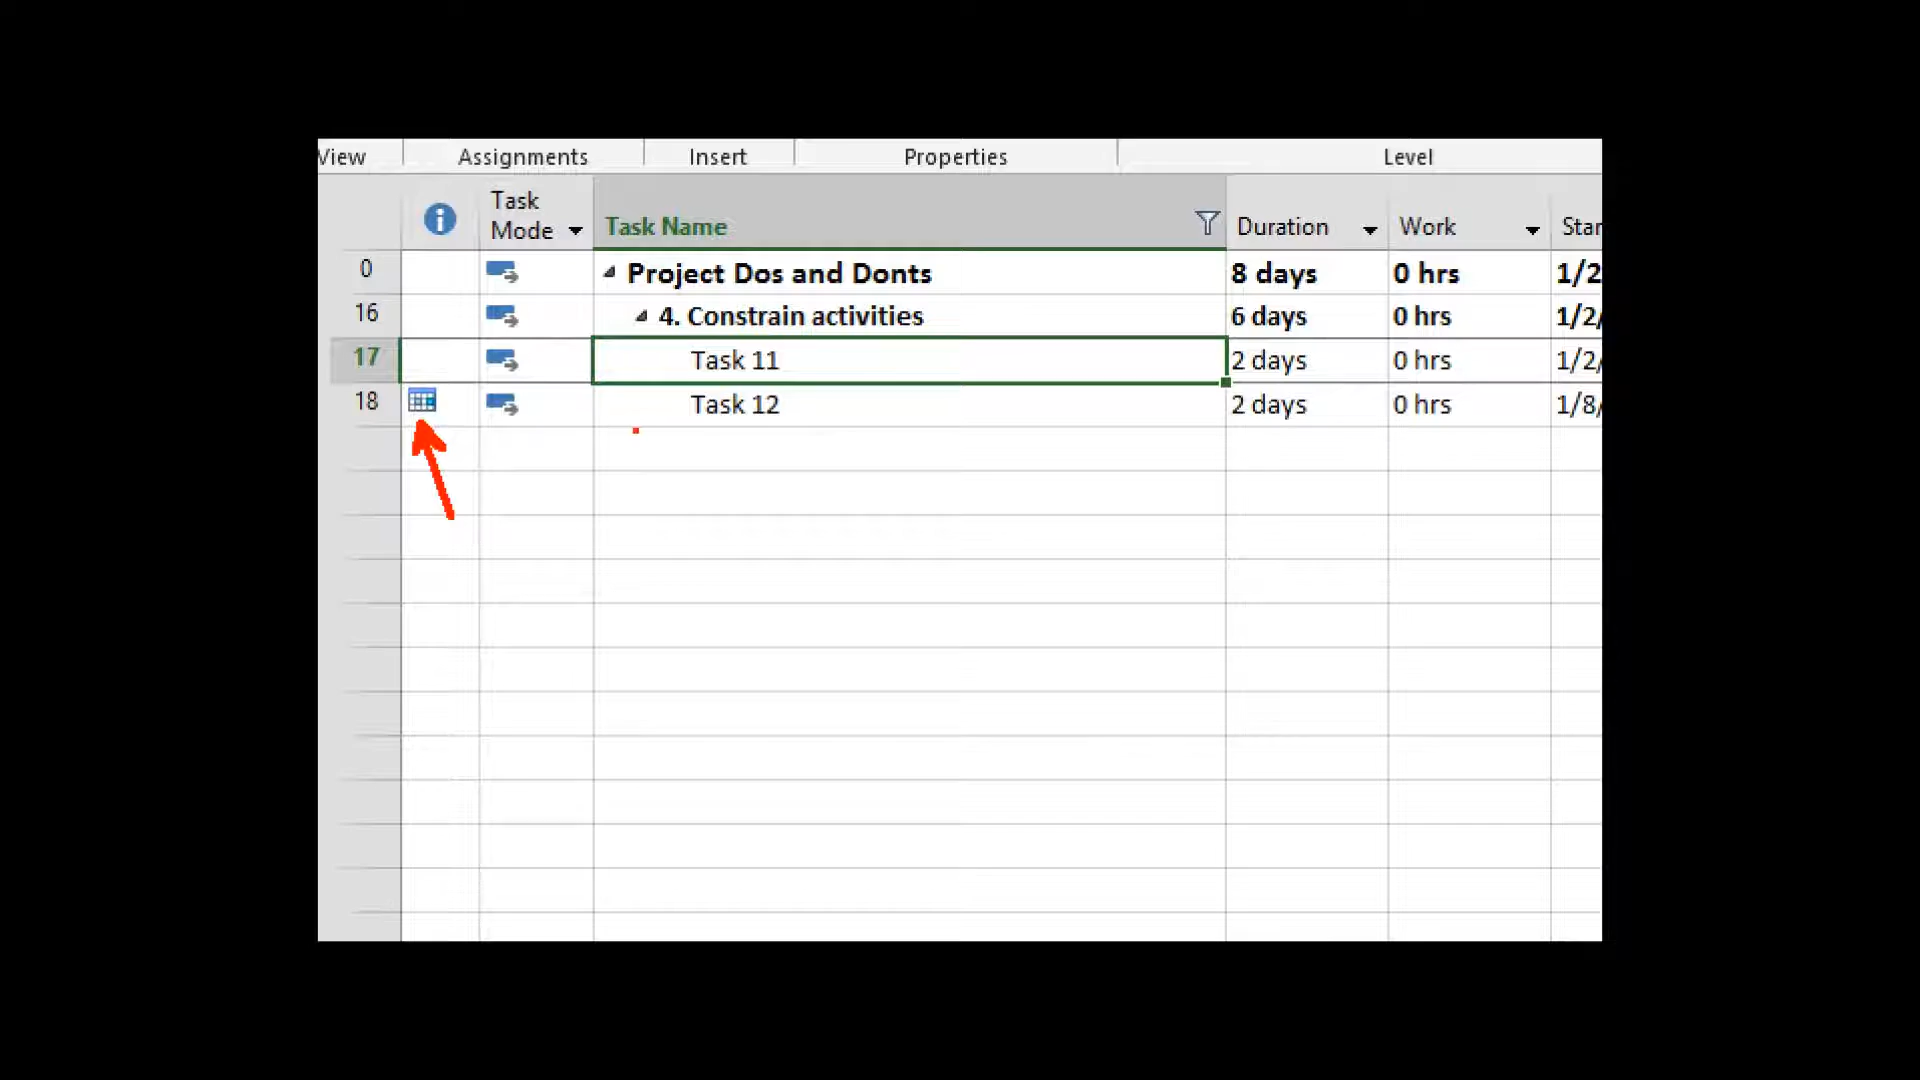 View Assignments Insert Properties Level
Task Mode Task Name Duration Work Star
0 Project Dos and Donts 8 days 0 hrs 1/2
16 4. Constrain activities 6 days 0 hrs 1/2/
17 Task 11 2 days 0 hrs 1/2/
18 Task 12 2 days 0 hrs 1/8/